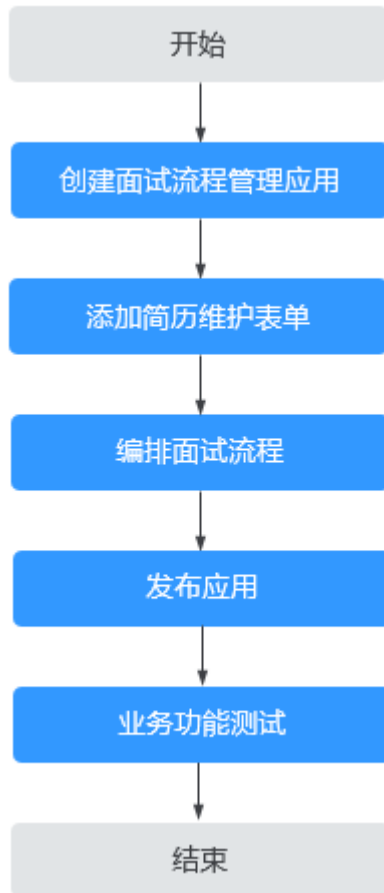 开始
创建面试流程管理应用
添加简历维护表单
编排面试流程
发布应用
业务功能测试
结束